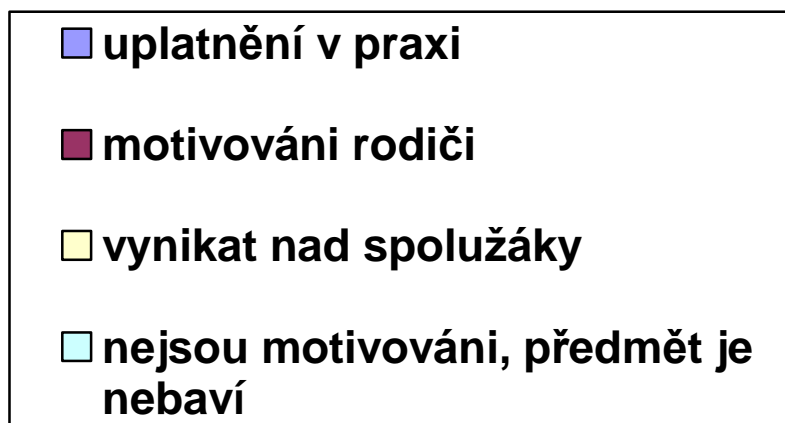 uplatnění v praxi
motivováni rodiči
vynikat nad spolužáky
nejsou motivováni, předmět je
nebaví